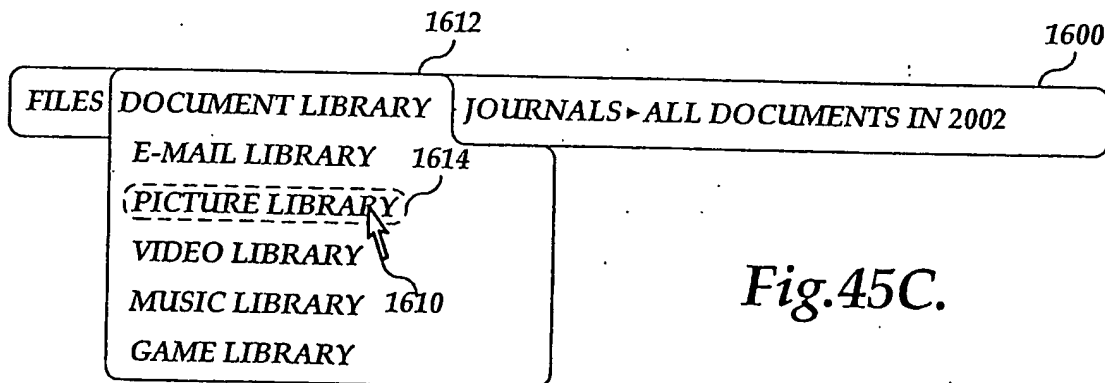 1612
1600
FILES DOCUMENT LIBRARY JOURNALS▸ALL DOCUMENTS IN 2002
E-MAIL LIBRARY
1614
PICTURE LIBRARY
VIDEO LIBRARY
MUSIC LIBRARY 1610
GAME LIBRARY
Fig.45C.